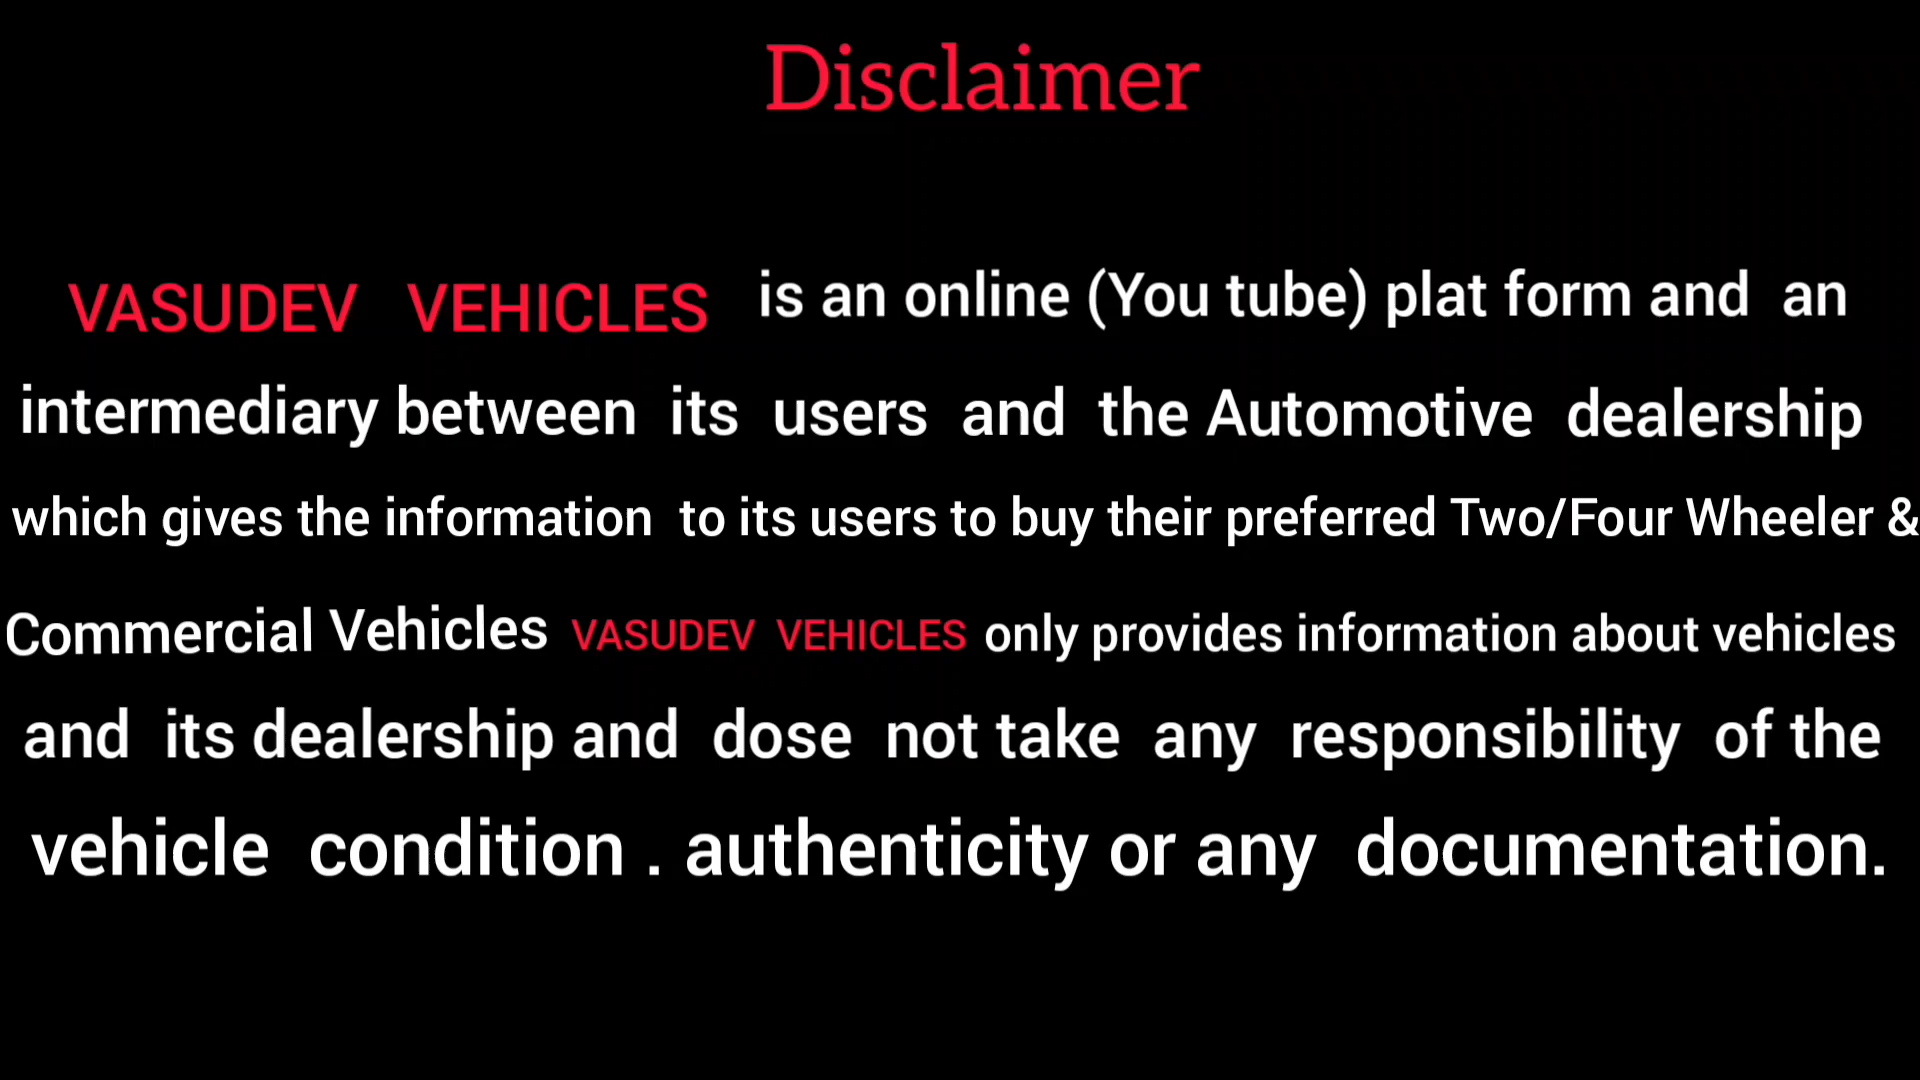 Disclaimer
VASUDEV VEHICLES is an online (You tube) plat form and an
intermediary between its users and the Automotive dealership
which gives the information to its users to buy their preferred Two/Four Wheeler &
Commercial Vehicles VASUDEV VEHICLES only provides information about vehicles
and its dealership and dose not take any responsibility of the
vehicle condition . authenticity or any documentation.